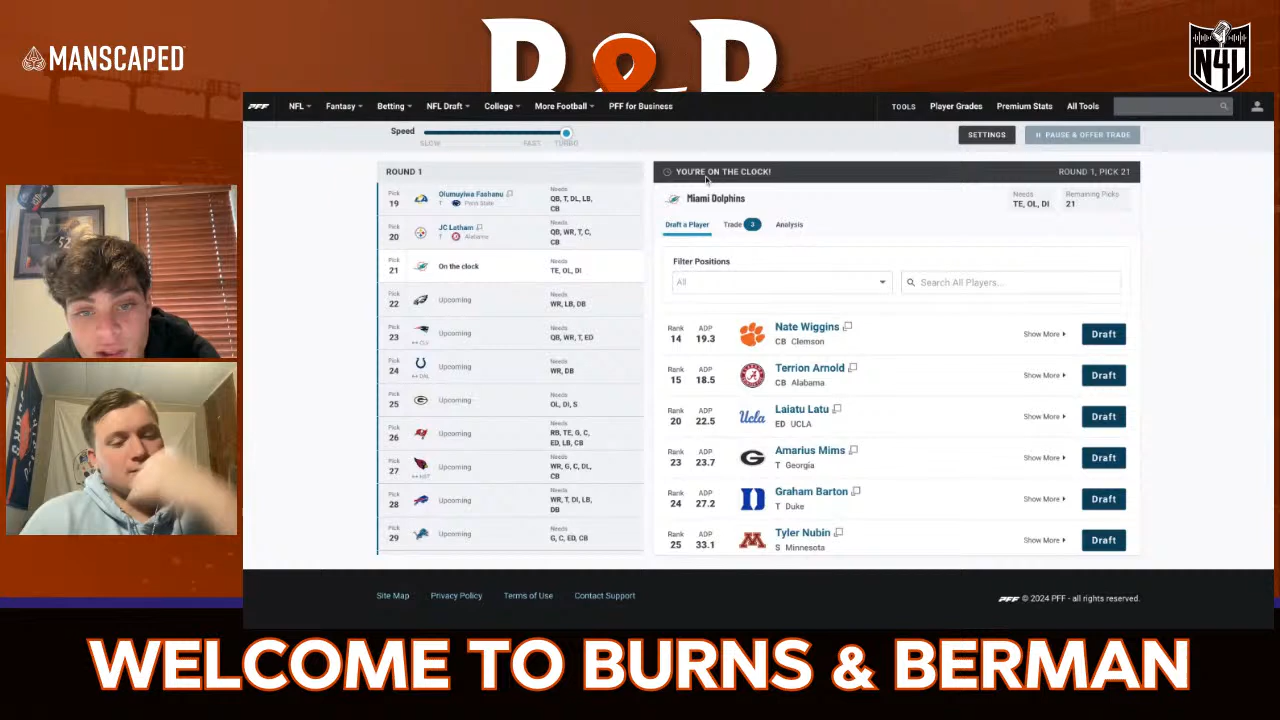 MANSCAPED
B&B
N4L
PFF
NFL
Fantasy
Betting
NFL Draft
College
More Football
PFF for Business
TOOLS
Player Grades
Premium Stats
All Tools
Speed
SLOW
FAST
TURBO
SETTINGS
PAUSE & OFFER TRADE
ROUND 1
Pick
19
Olumuyiwa Fashanu
T Penn State
Needs
QB, T, DL, LB,
CB
Pick
20
JC Latham
T Alabama
Needs
QB, WR, T, C,
CB
Pick
21
On the clock
Needs
TE, OL, DI
Pick
22
Upcoming
Needs
WR, LB, DB
Pick
23
Upcoming
Needs
QB, WR, T, ED
Pick
24
Upcoming
Needs
WR, DB
Pick
25
Upcoming
Needs
OL, DI, S
Pick
26
Upcoming
Needs
RB, TE, G, C,
ED, LB, CB
Pick
27
Upcoming
Needs
WR, G, C, DL,
CB
Pick
28
Upcoming
Needs
WR, T, DI, LB,
DB
Pick
29
Upcoming
Needs
G, C, ED, CB
YOU'RE ON THE CLOCK!
ROUND 1, PICK 21
Miami Dolphins
Needs
TE, OL, DI
Remaining Picks
21
Draft a Player
Trade 3
Analysis
Filter Positions
All
Search All Players...
Rank ADP
14 19.3
Nate Wiggins
CB Clemson
Show More
Draft
Rank ADP
15 18.5
Terrion Arnold
CB Alabama
Show More
Draft
Rank ADP
20 22.5
Ucla
Laiatu Latu
ED UCLA
Show More
Draft
Rank ADP
23 23.7
Amarius Mims
T Georgia
Show More
Draft
Rank ADP
24 27.2
Graham Barton
T Duke
Show More
Draft
Rank ADP
25 33.1
Tyler Nubin
S Minnesota
Show More
Draft
Site Map
Privacy Policy
Terms of Use
Contact Support
PFF © 2024 PFF - all rights reserved.
WELCOME TO BURNS & BERMAN